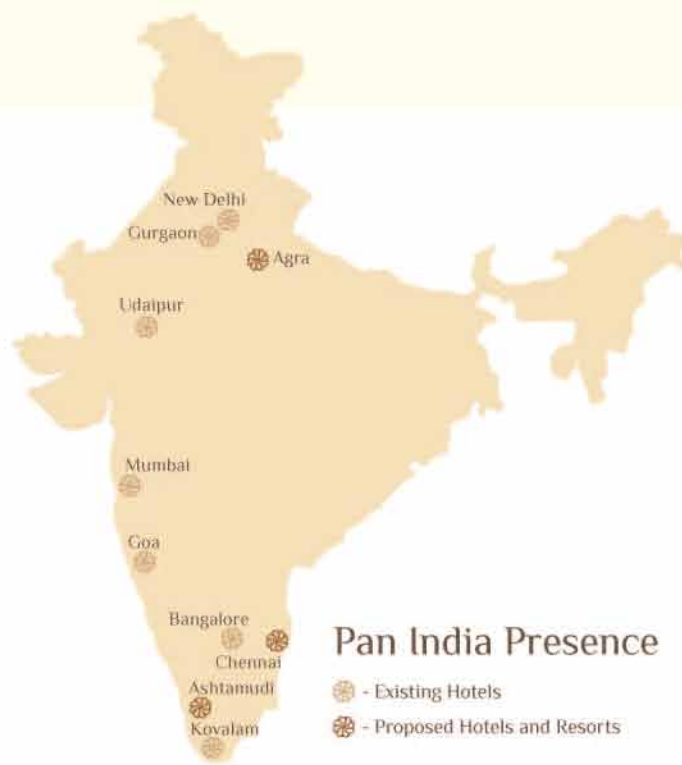 New Delhi
Gurgaon
Agra
Udaipur
Mumbai
Goa
Bangalore
Chennai
Ashtamudi
Kovalam
Pan India Presence
- Existing Hotels
- Proposed Hotels and Resorts